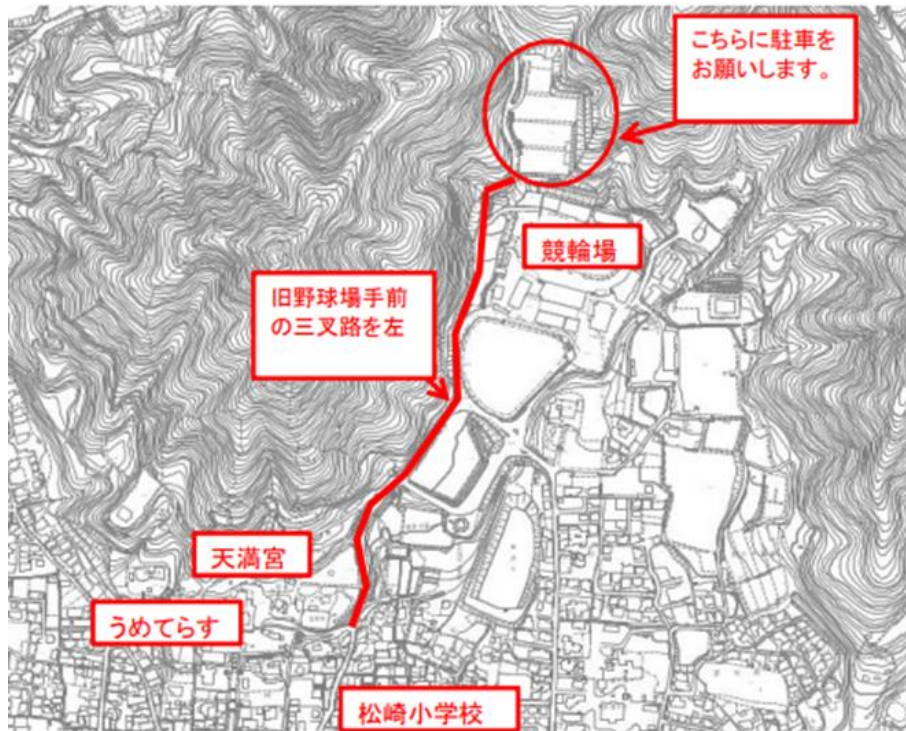 こちらに駐車を
お願いします。
競輪場
旧野球場手前
の三叉路を左
天満宮
うめてらす
松崎小学校